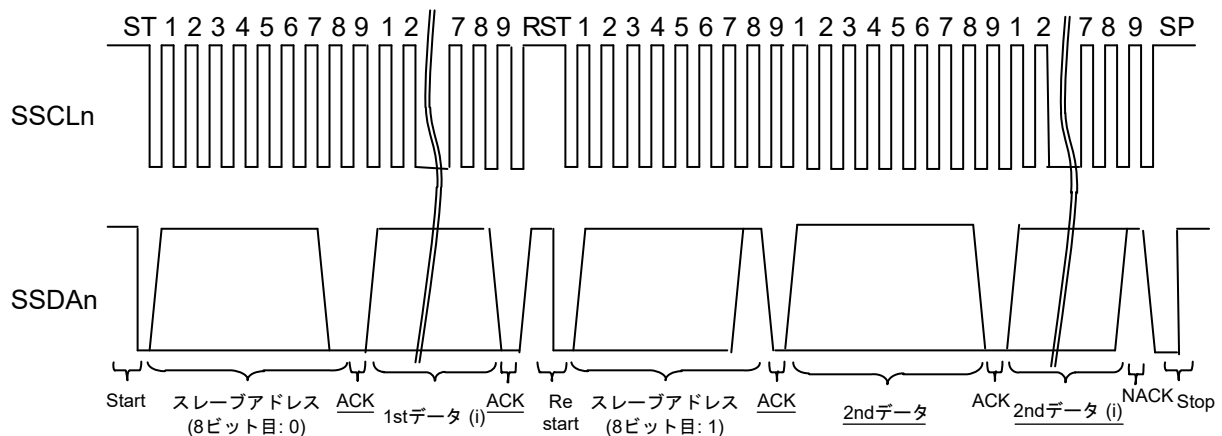 ST 1 2 3 4 5 6 7 8 9 1 2 7 8 9 RST 1 2 3 4 5 6 7 8 9 1 2 3 4 5 6 7 8 9 1 2 7 8 9 SP
SSCLn
SSDAn
Start
スレーブアドレス
(8ビット目: 0)
ACK
1stデータ (i)
ACK
Re
start
スレーブアドレス
(8ビット目: 1)
ACK
2ndデータ
ACK
2ndデータ (i)
NACK
Stop